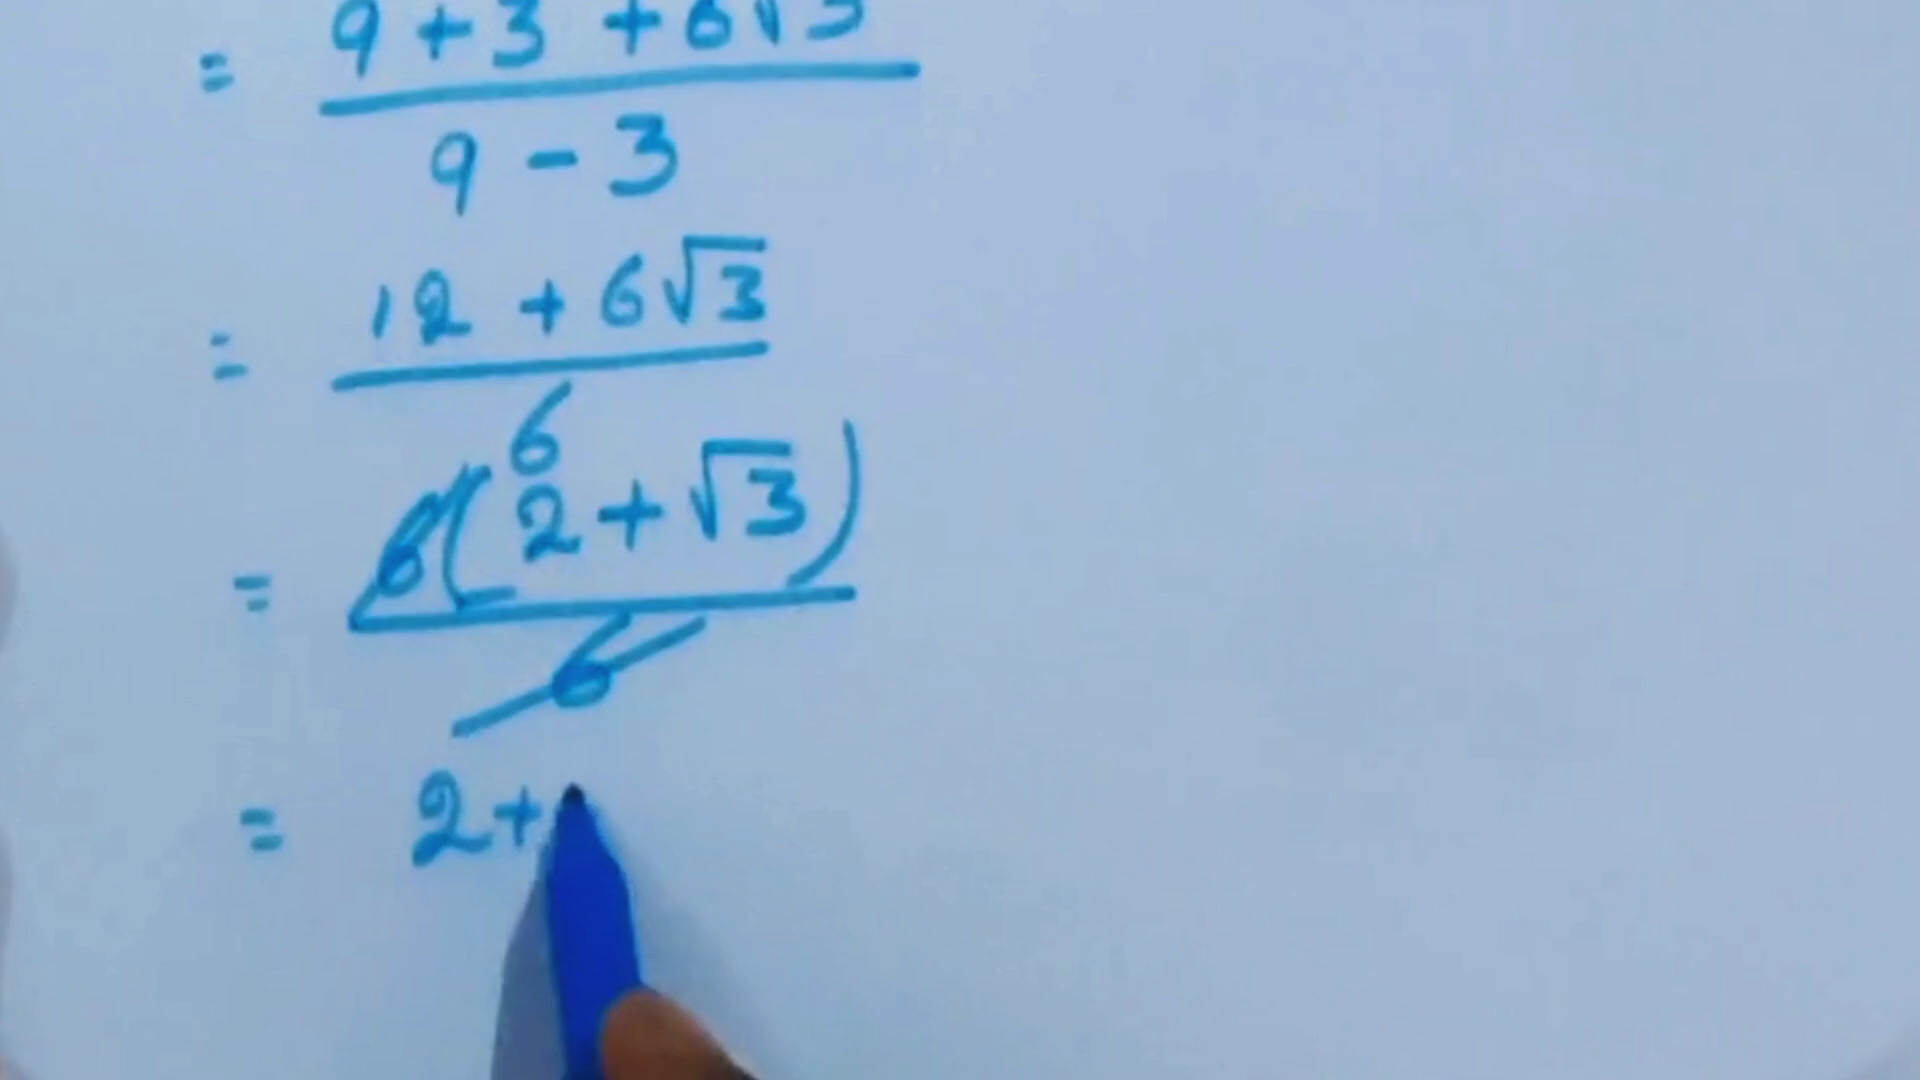 = 9 + 3 + 6√3
9 - 3
= 12 + 6√3
6
= 6(2 + √3)
6
= 2+